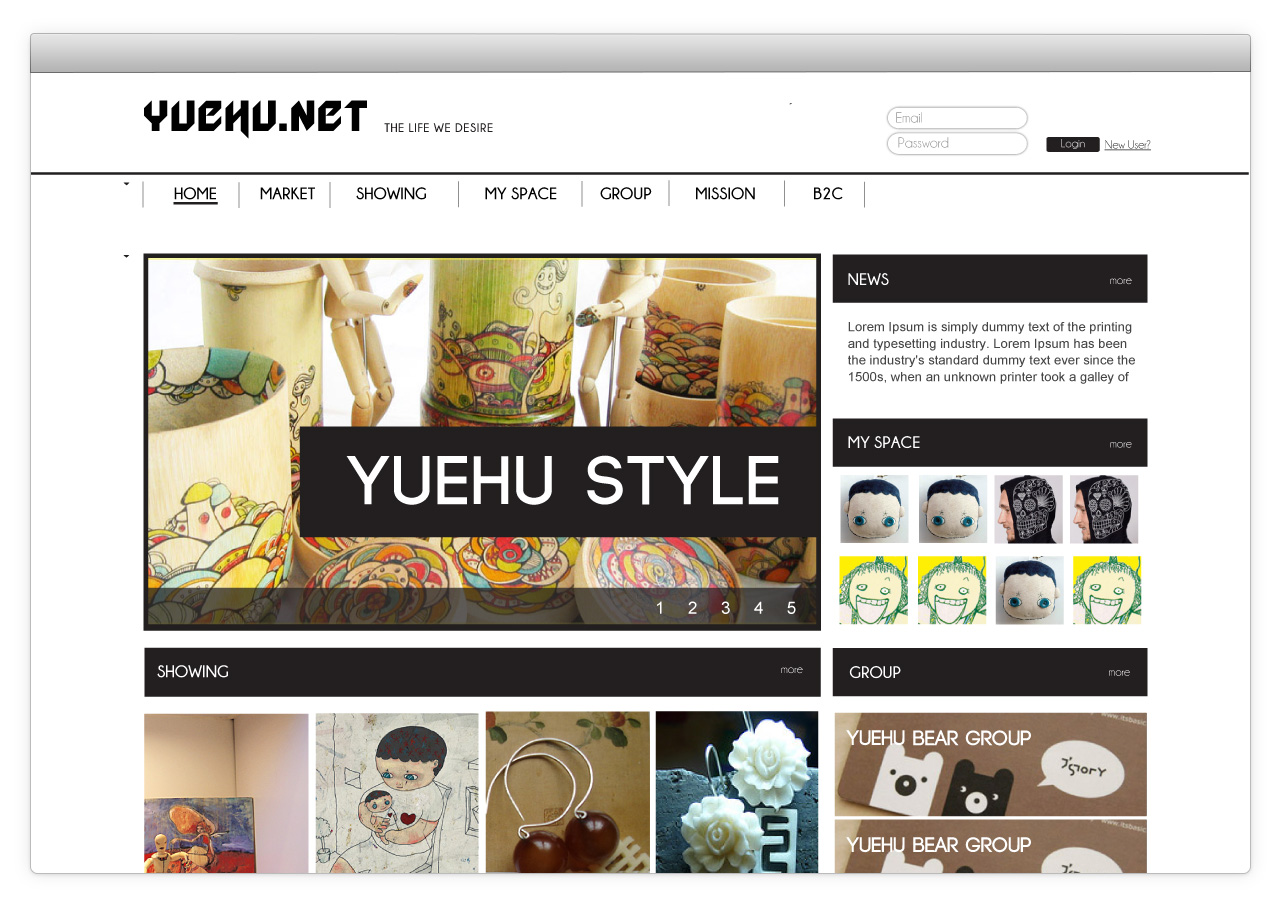 YUEHU.NET
THE LIFE WE DESIRE
Email
Password
Login
New User?
HOME
MARKET
SHOWING
MY SPACE
GROUP
MISSION
B2C
YUEHU STYLE
1 2 3 4 5
NEWS
more
Lorem Ipsum is simply dummy text of the printing
and typesetting industry. Lorem Ipsum has been
the industry's standard dummy text ever since the
1500s, when an unknown printer took a galley of
MY SPACE
more
SHOWING
more
GROUP
more
YUEHU BEAR GROUP
YUEHU BEAR GROUP